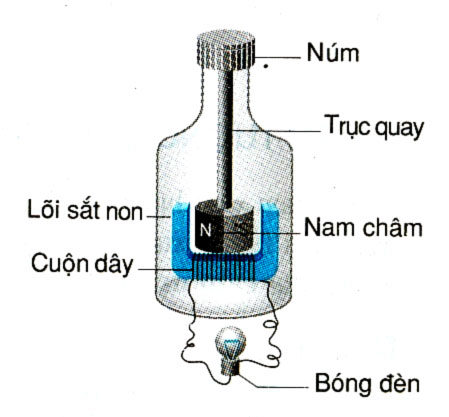 Núm
Trục quay
Lõi sắt non
N
Nam châm
Cuộn dây
Bóng đèn